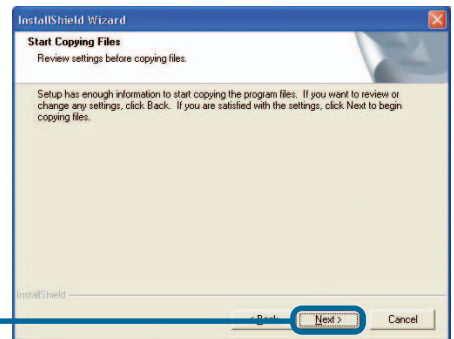 InstallShield Wizard
Start Copying Files
Review settings before copying files.
Setup has enough information to start copying the program files. If you want to review or
change any settings, click Back. If you are satisfied with the settings, click Next to begin
copying files.
InstallShield
< Back Next > Cancel